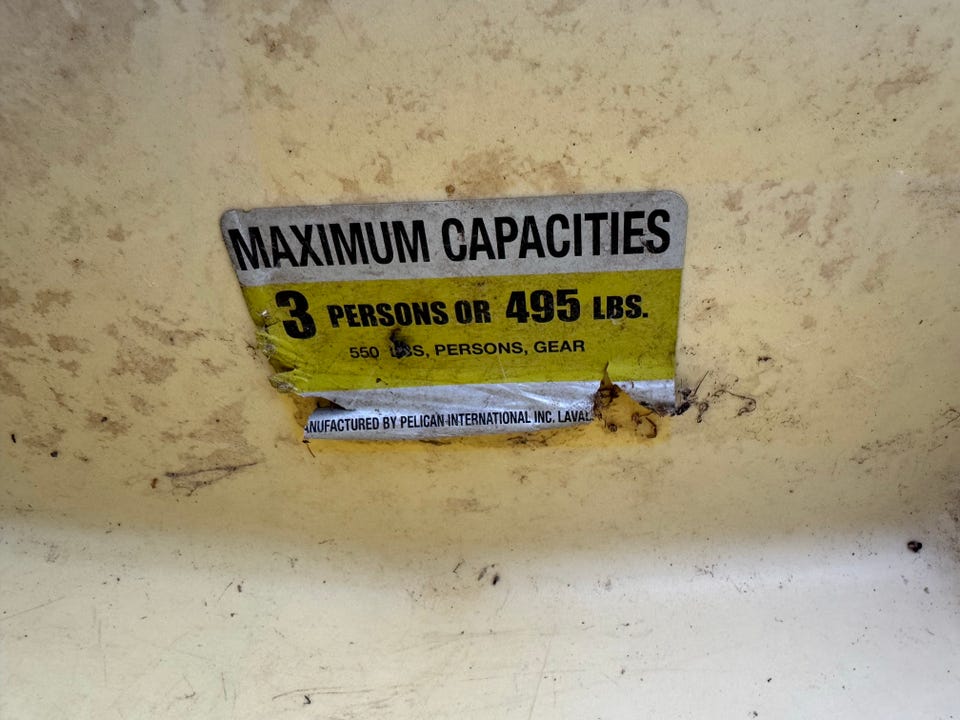 MAXIMUM CAPACITIES
3 PERSONS OR 495 LBS.
550 LBS, PERSONS, GEAR
ANUFACTURED BY PELICAN INTERNATIONAL INC. LAVAL